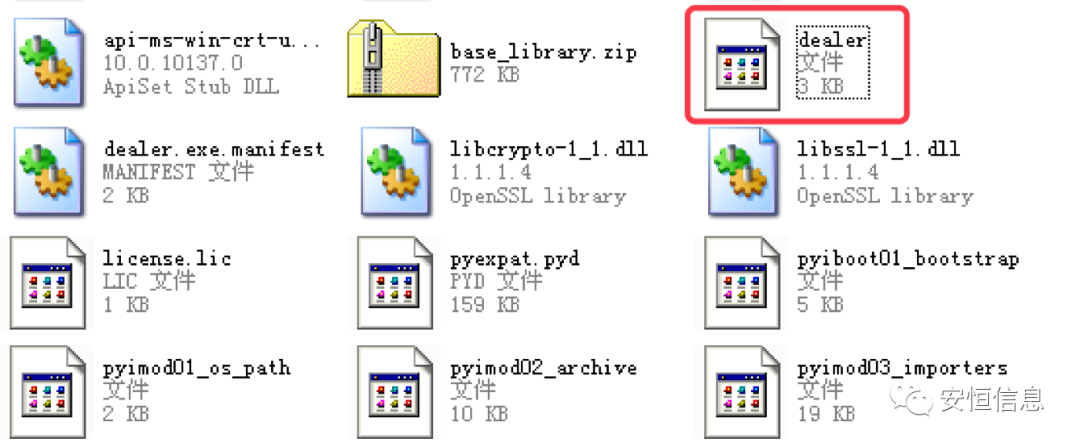 api-ms-win-crt-u...
10.0.10137.0
ApiSet Stub DLL
base_library.zip
772 KB
dealer
文件
3 KB
dealer.exe.manifest
MANIFEST 文件
2 KB
libcrypto-1_1.dll
1.1.1.4
OpenSSL library
libssl-1_1.dll
1.1.1.4
OpenSSL library
license.lic
LIC 文件
1 KB
pyexpat.pyd
PYD 文件
159 KB
pyiboot01_bootstrap
文件
5 KB
pyimod01_os_path
文件
2 KB
pyimod02_archive
文件
10 KB
pyimod03_importers
文件
19 KB
安恒信息